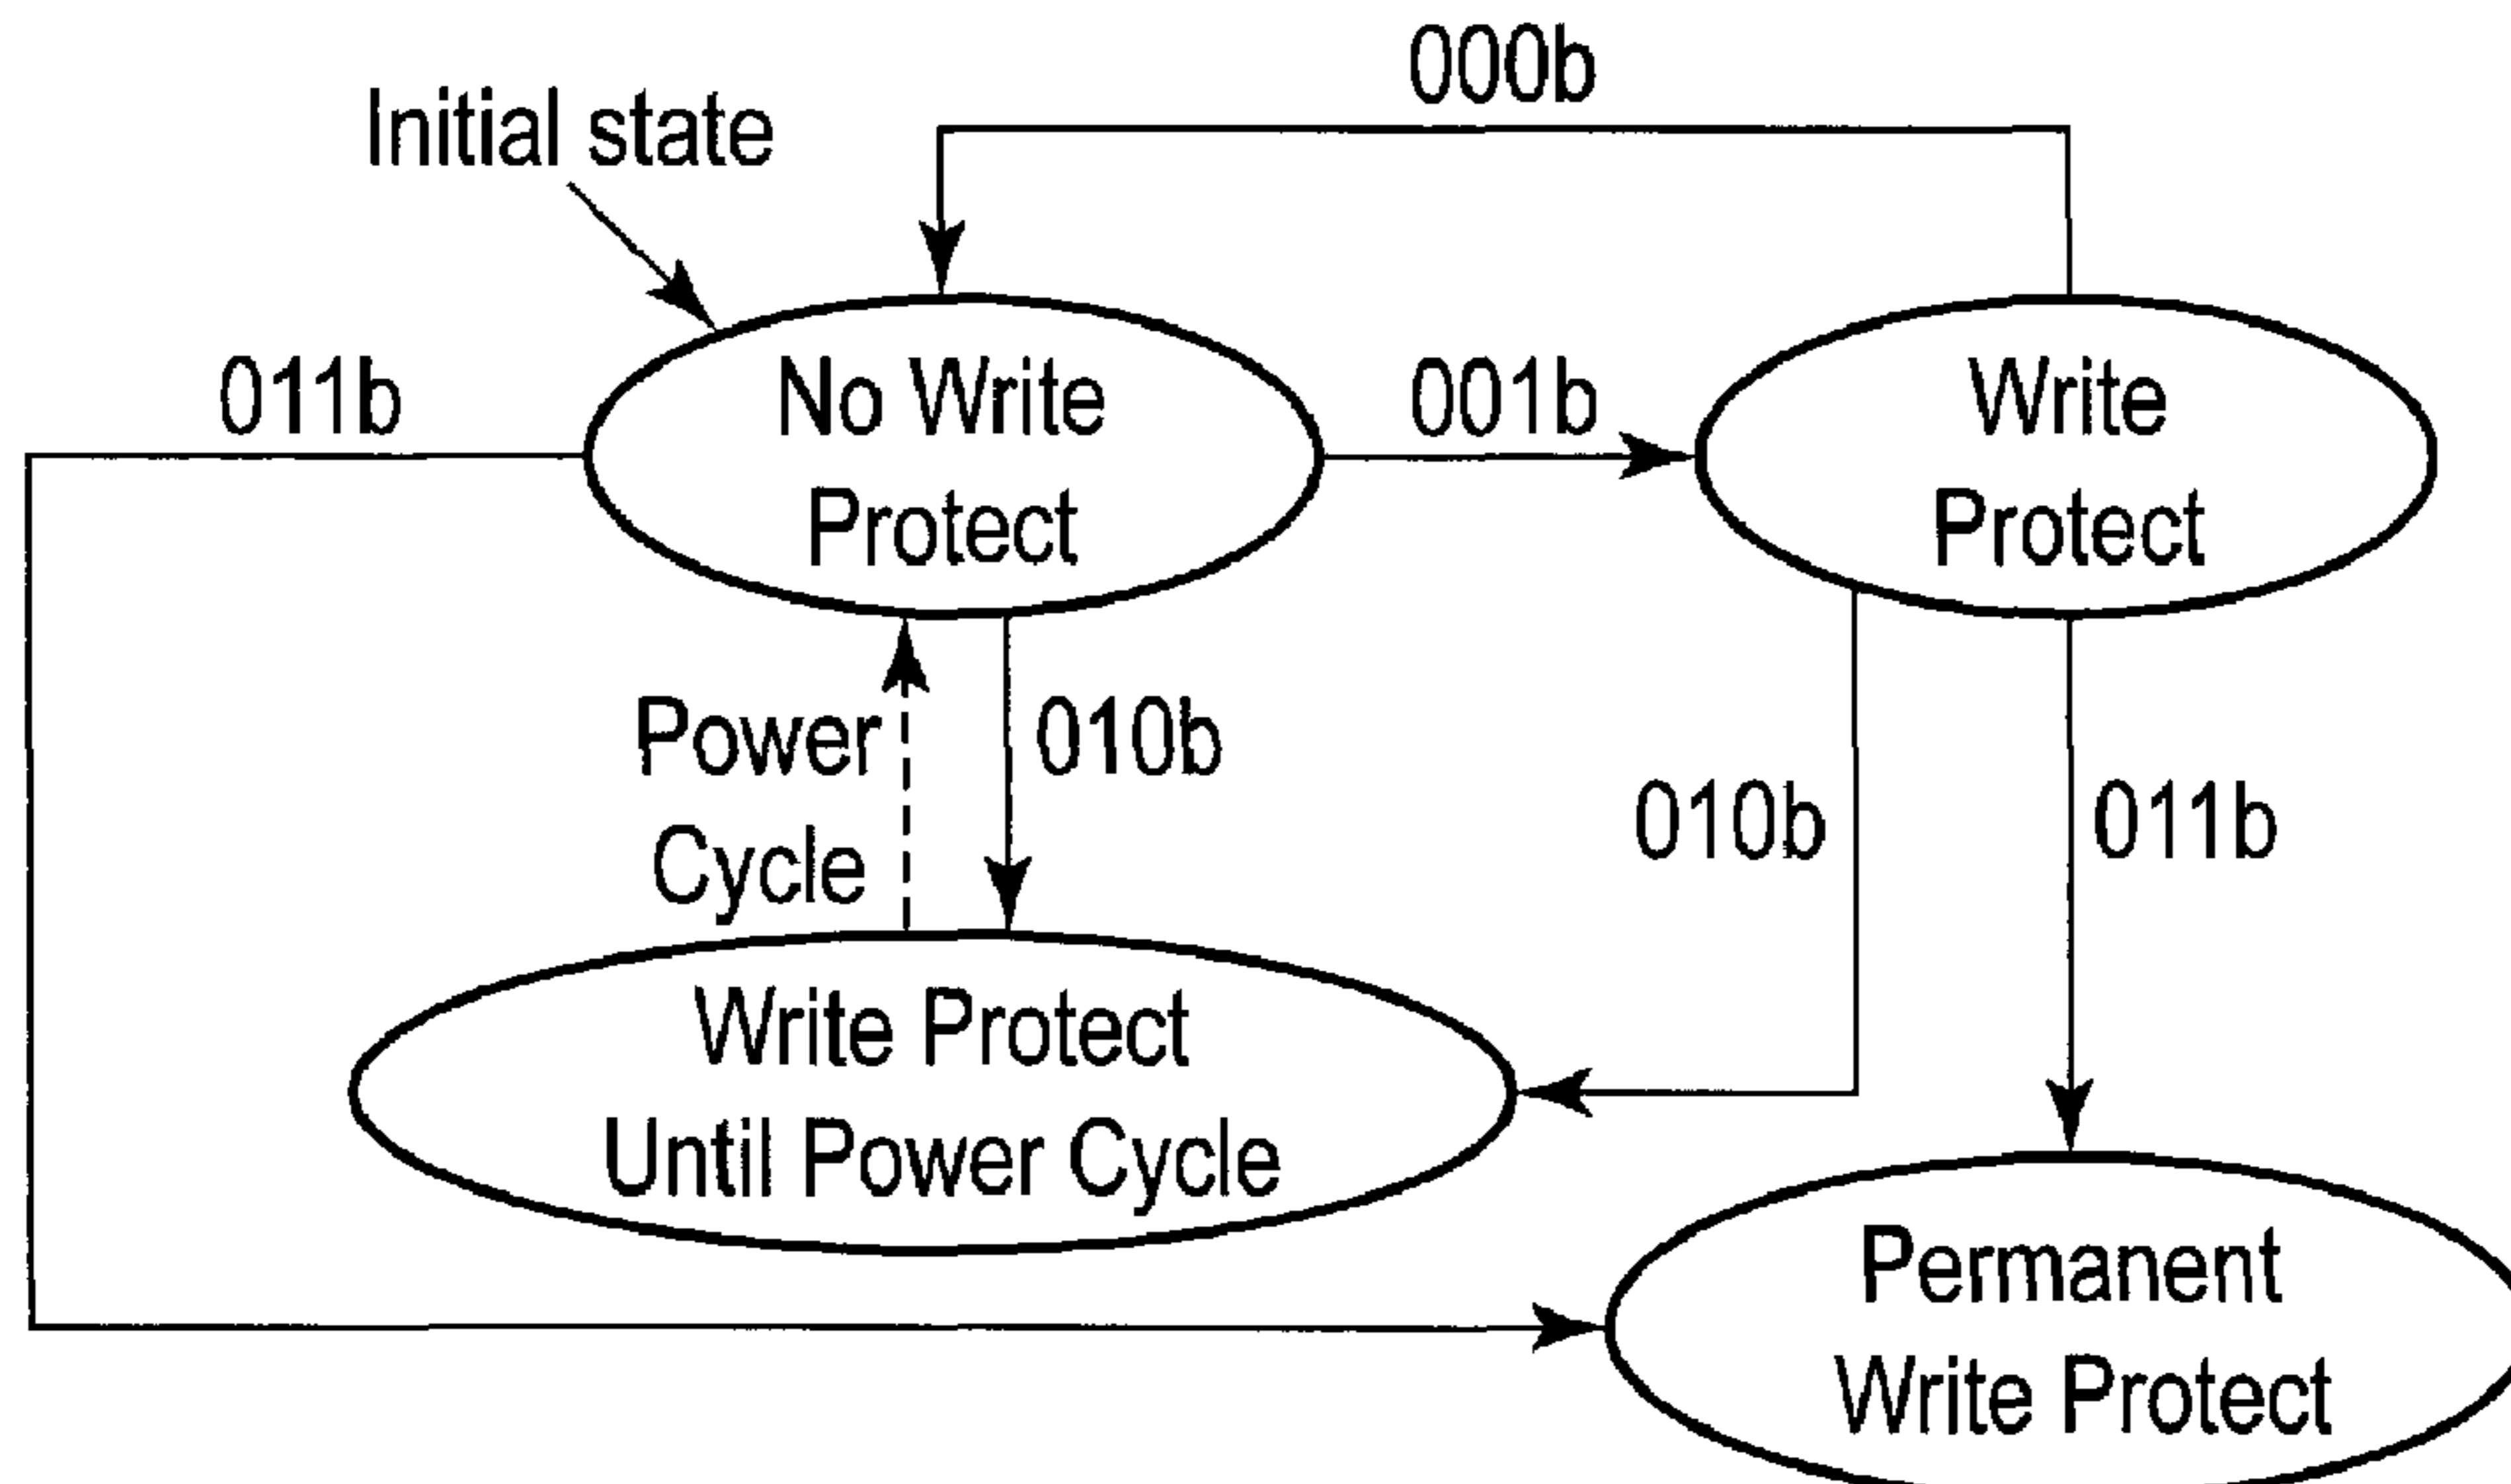 000b
Initial state
011b
No Write
Protect
001b
Write
Protect
Power
Cycle
010b
010b
011b
Write Protect
Until Power Cycle
Permanent
Write Protect